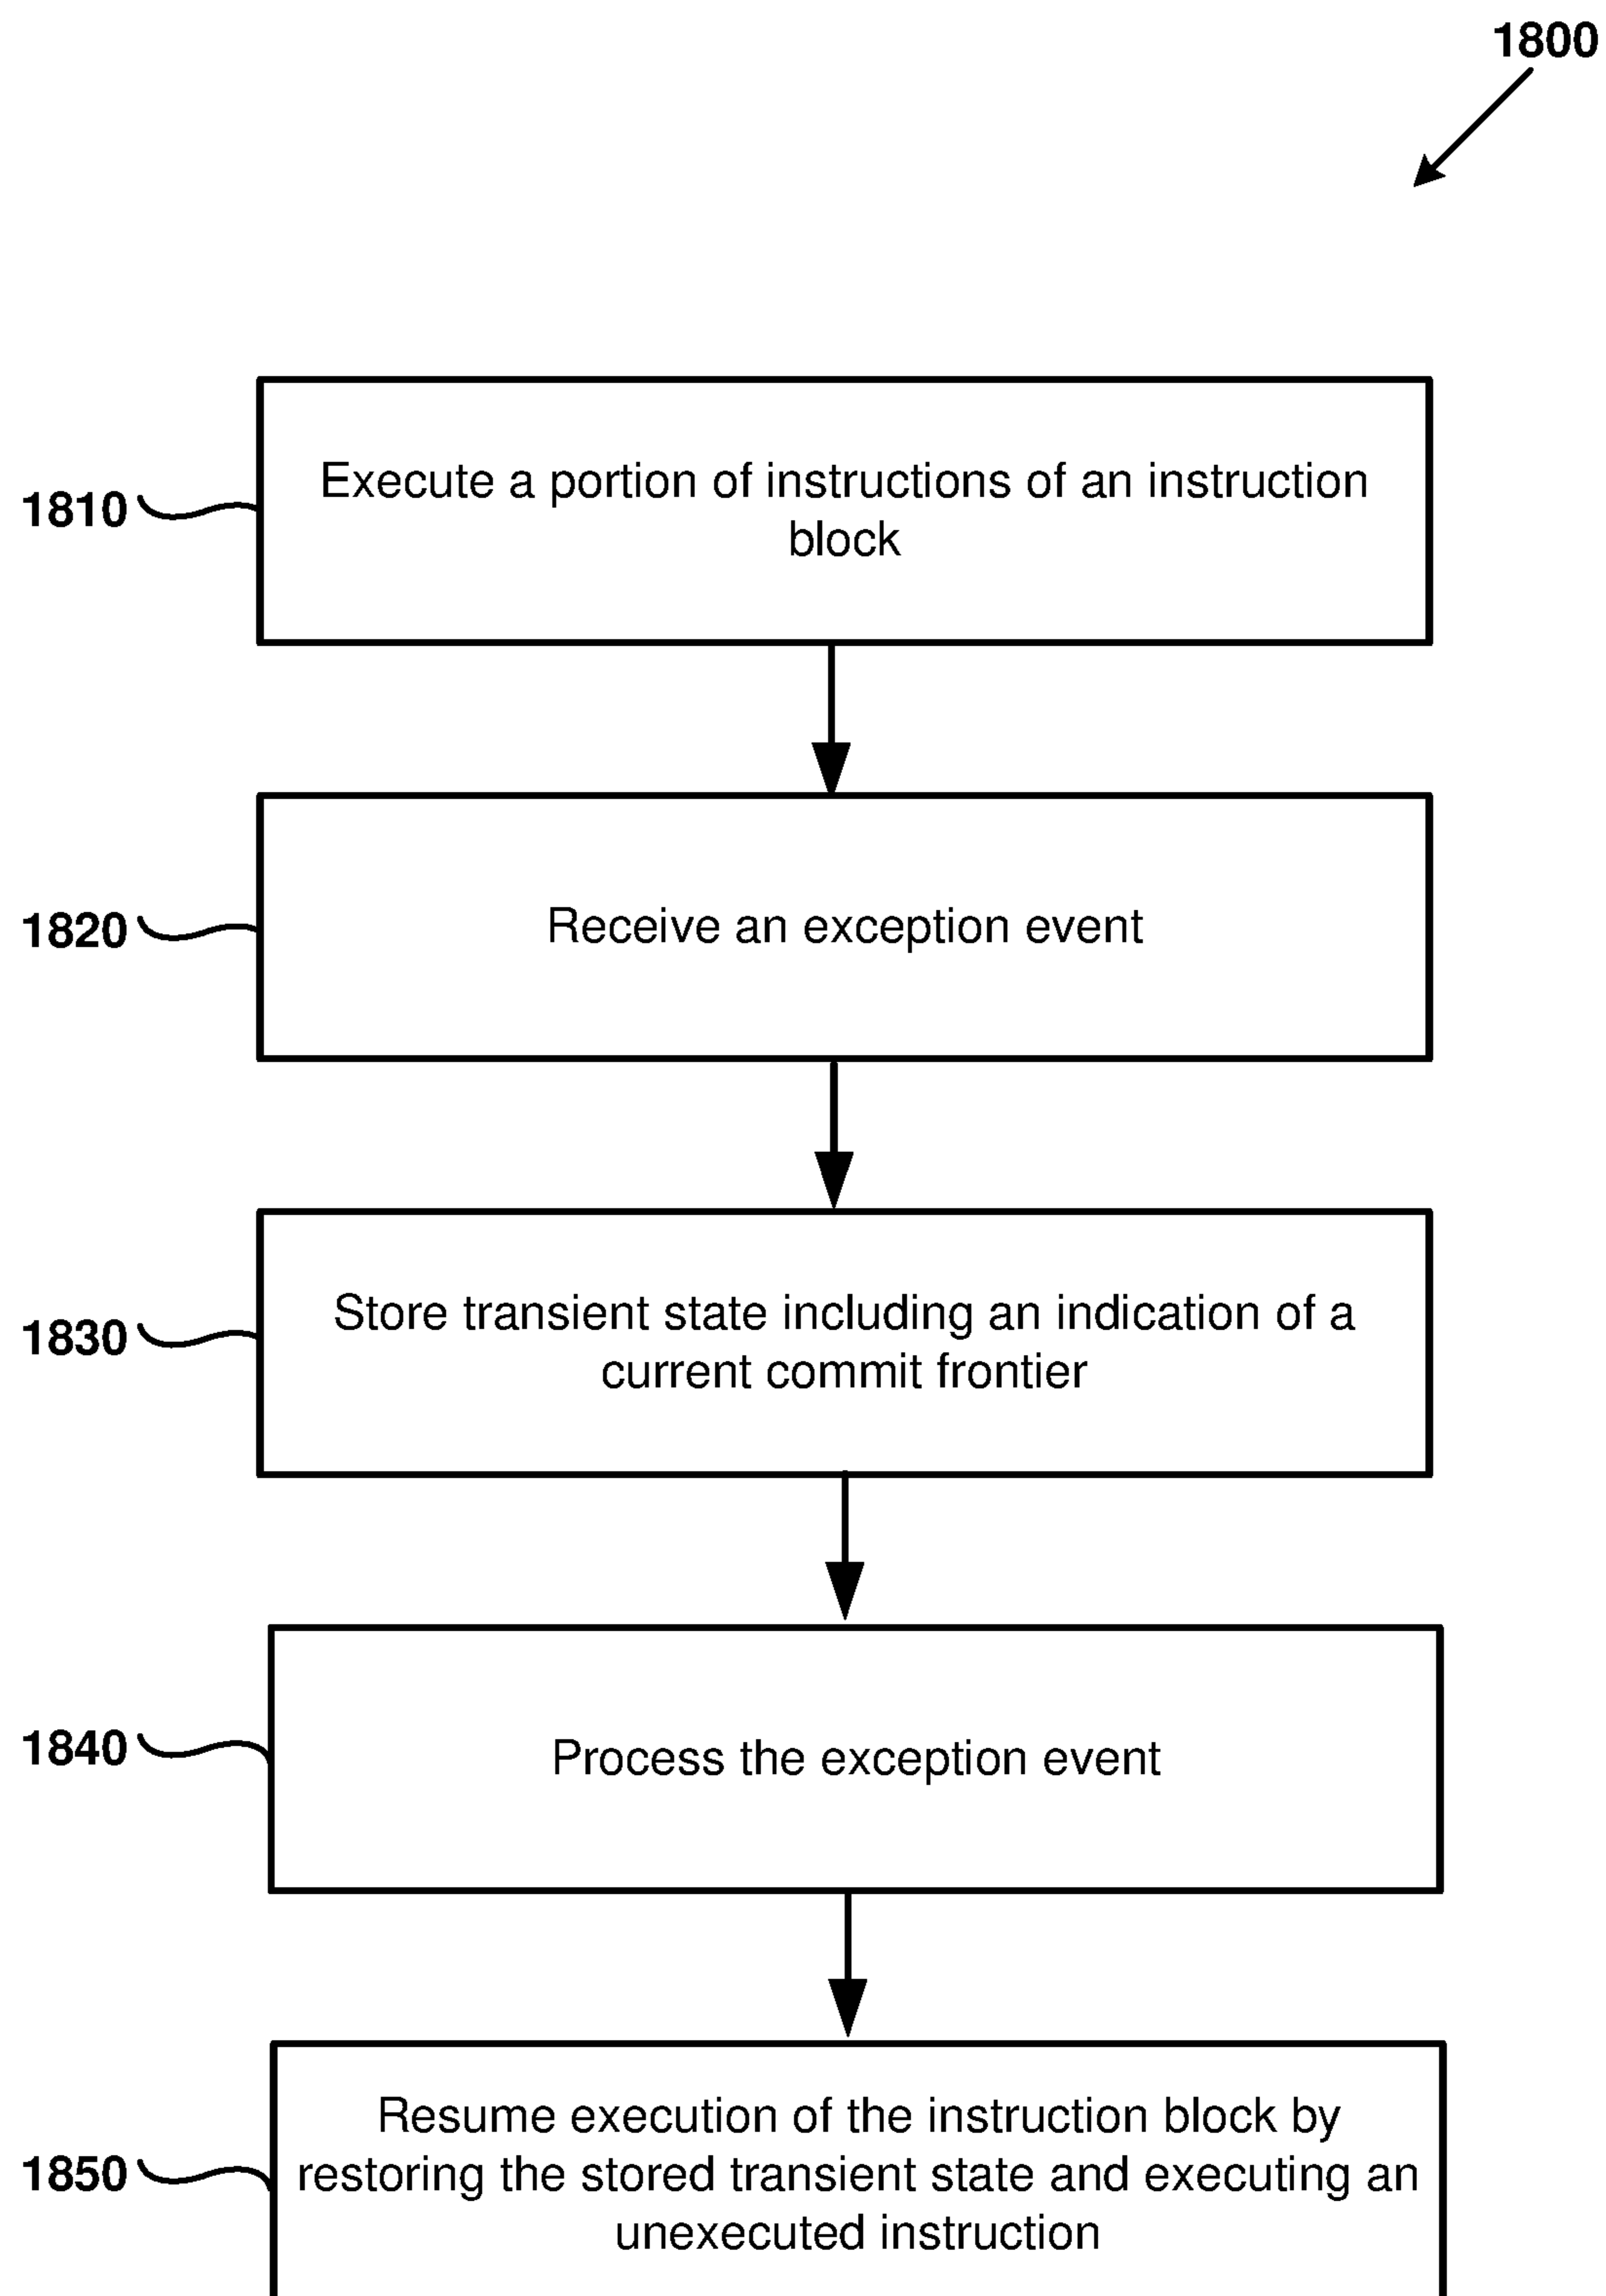 1800
1810
Execute a portion of instructions of an instruction
block
1820
Receive an exception event
1830
Store transient state including an indication of a
current commit frontier
1840
Process the exception event
1850
Resume execution of the instruction block by
restoring the stored transient state and executing an
unexecuted instruction